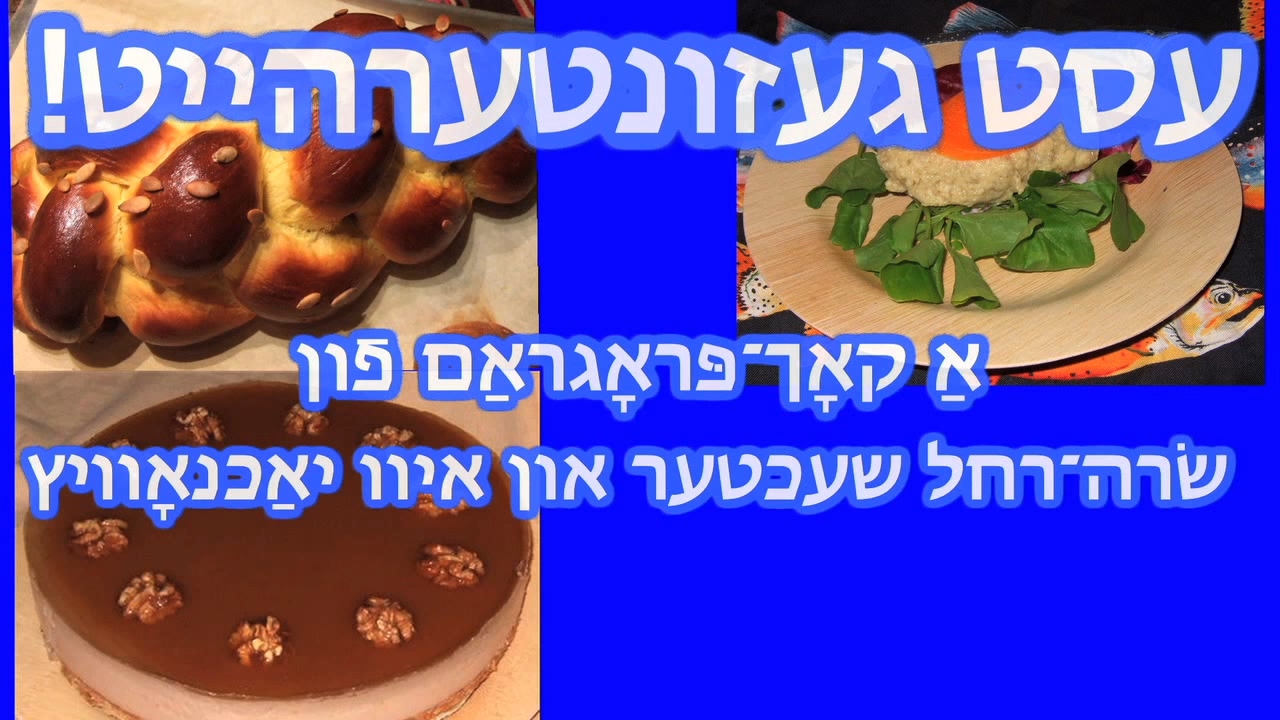 עסט געזונטערהייט!
אַ קאָך־פּראָגראַם פֿון
שׂרה־רחל שעכטער און איוו יאַכנאָוויץ